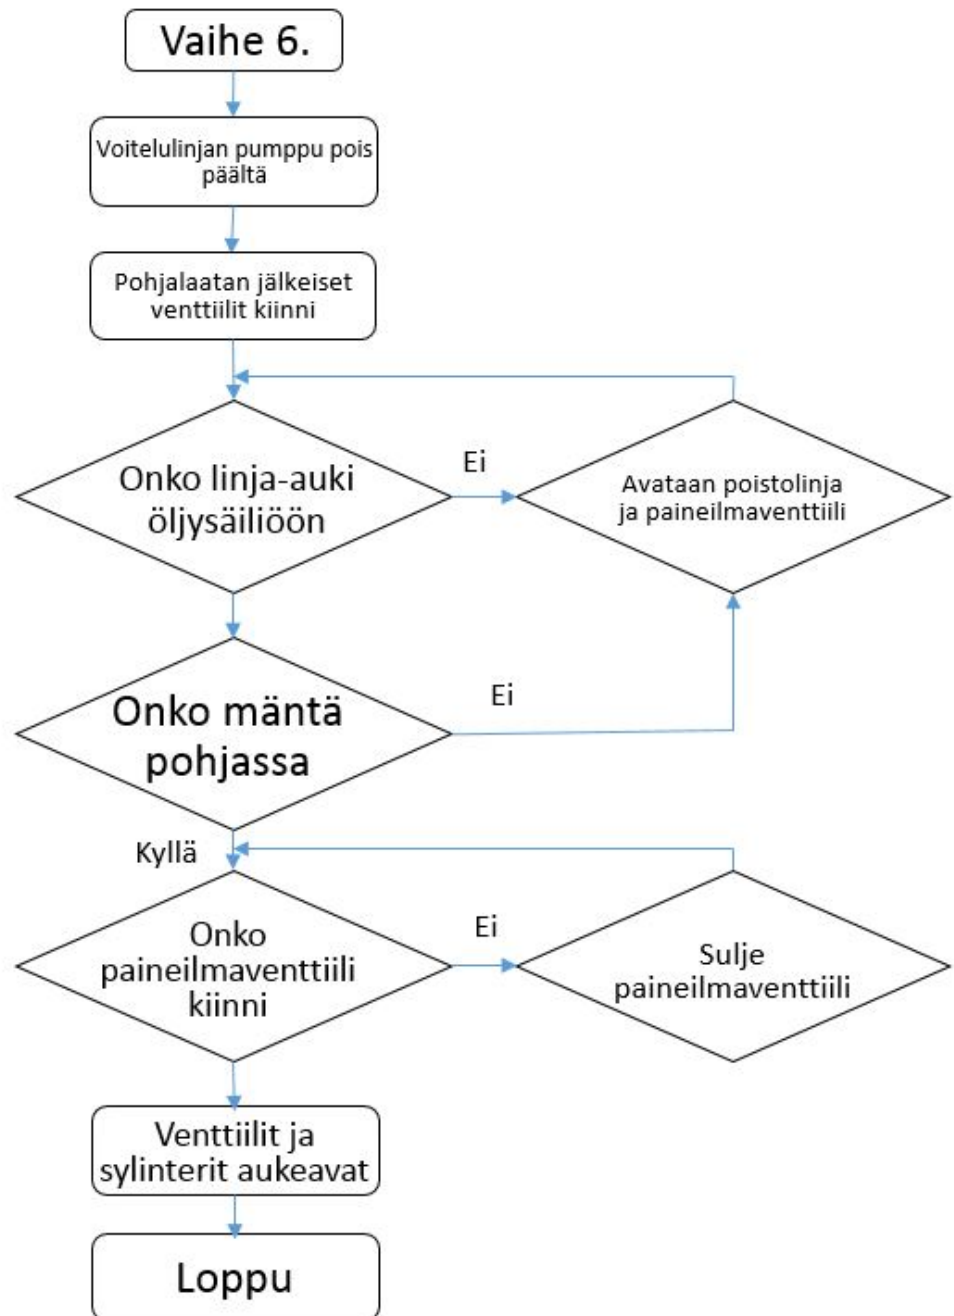 Vaihe 6.
Voitelulinjan pumppu pois
päältä
Pohjalaatan jälkeiset
venttiilit kiinni
Onko linja-auki
öljysäiliöön
Ei
Avataan poistolinja
ja paineilmaventtiili
Onko mäntä
pohjassa
Ei
Kyllä
Onko
paineilmaventtiili
kiinni
Ei
Sulje
paineilmaventtiili
Venttiilit ja
sylinterit aukeavat
Loppu